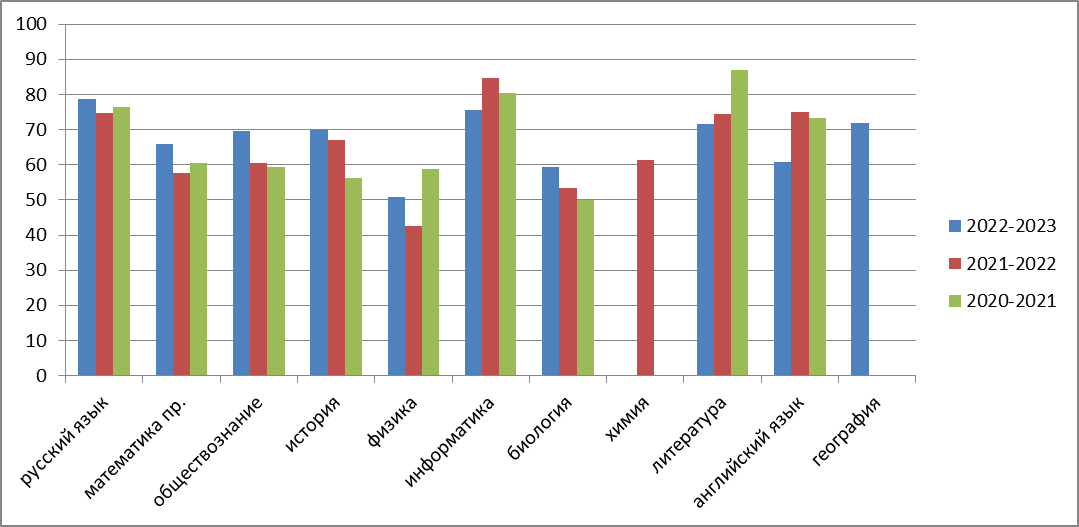 100
90
80
70
60
50
40
30
20
10
0
русский язык
математика пр.
обществознание
история
физика
информатика
биология
химия
литература
английский язык
география
2022-2023
2021-2022
2020-2021